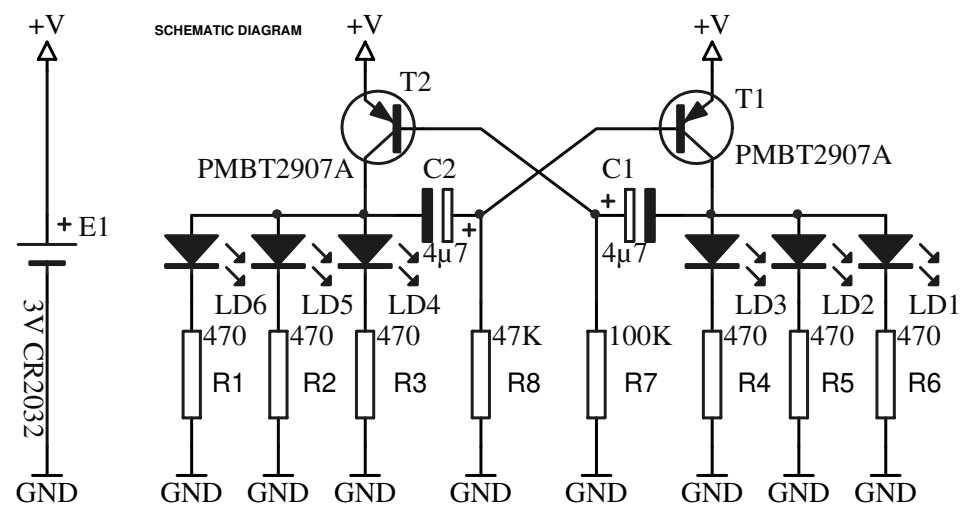 +V
SCHEMATIC DIAGRAM
+V
+V
T2
T1
PMBT2907A
PMBT2907A
C2
C1
+ E1
+
+
4µ7
4µ7
LD6
LD5
LD4
LD3
LD2
LD1
3V CR2032
470
470
470
47K
100K
470
470
470
R1
R2
R3
R8
R7
R4
R5
R6
GND
GND
GND
GND
GND
GND
GND
GND
GND